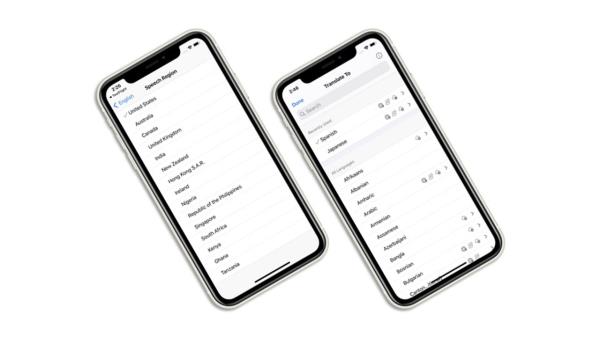 2:26
TestFlight
English
Speech Region
United States
Australia
Canada
United Kingdom
India
New Zealand
Hong Kong S.A.R.
Ireland
Nigeria
Republic of the Philippines
Singapore
South Africa
Kenya
Ghana
Tanzania
2:48
Done
Translate To
Search
Recently Used
Spanish
Japanese
All Languages
Afrikaans
Albanian
Amharic
Arabic
Armenian
Assamese
Azerbaijani
Bangla
Bosnian
Bulgarian